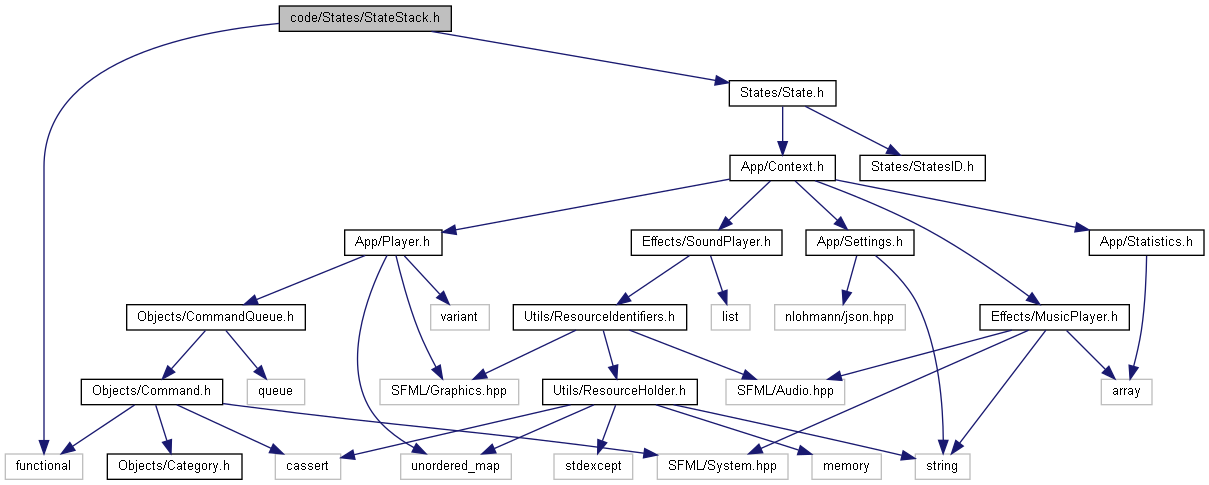 code/States/StateStack.h
States/State.h
App/Context.h
States/StatesID.h
App/Player.h
Effects/SoundPlayer.h
App/Settings.h
App/Statistics.h
Objects/CommandQueue.h
variant
Utils/ResourceIdentifiers.h
list
nlohmann/json.hpp
Effects/MusicPlayer.h
Objects/Command.h
queue
SFML/Graphics.hpp
Utils/ResourceHolder.h
SFML/Audio.hpp
array
functional
Objects/Category.h
cassert
unordered_map
stdexcept
SFML/System.hpp
memory
string